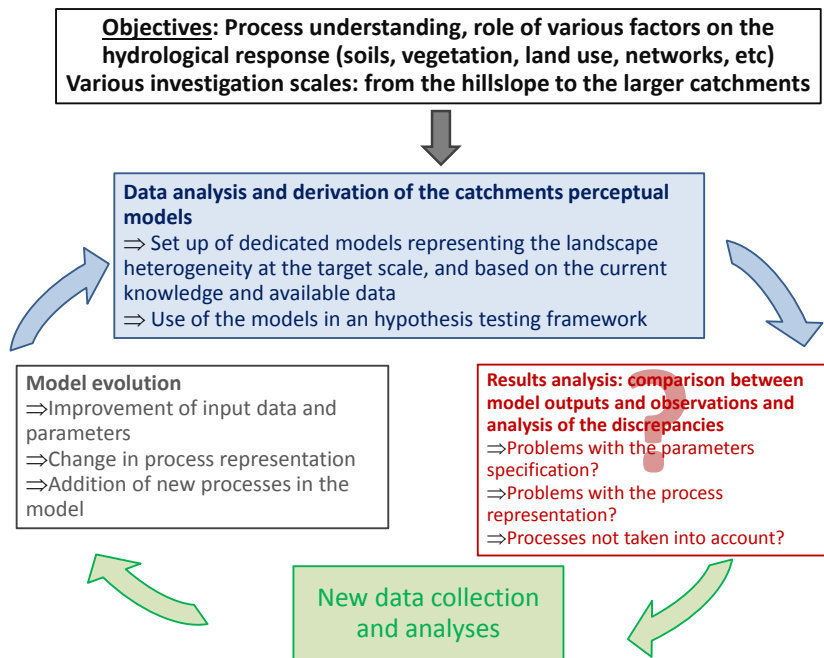 Objectives: Process understanding, role of various factors on the
hydrological response (soils, vegetation, land use, networks, etc)
Various investigation scales: from the hillslope to the larger catchments
Data analysis and derivation of the catchments perceptual
models
⇒ Set up of dedicated models representing the landscape
heterogeneity at the target scale, and based on the current
knowledge and available data
⇒ Use of the models in an hypothesis testing framework
Model evolution
⇒Improvement of input data and
parameters
⇒Change in process representation
⇒Addition of new processes in the
model
?
Results analysis: comparison between
model outputs and observations and
analysis of the discrepancies
⇒Problems with the parameters
specification?
⇒Problems with the process
representation?
⇒Processes not taken into account?
New data collection
and analyses